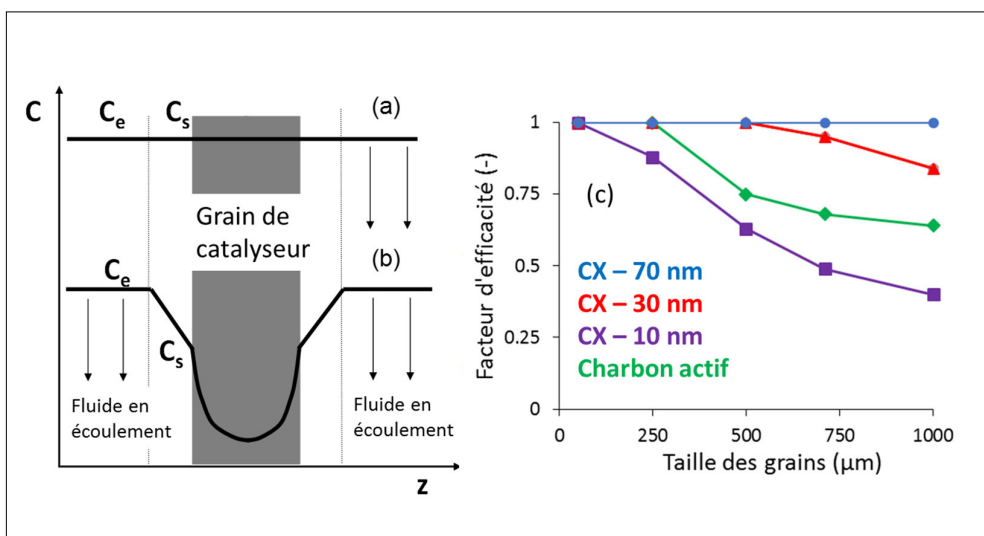 C
Cₑ
Cₛ
(a)
Grain de
catalyseur
(b)
Cₑ
Cₛ
Fluide en
écoulement
Fluide en
écoulement
z
Facteur d'efficacité (-)
1
0.75
0.5
0.25
0
(c)
CX – 70 nm
CX – 30 nm
CX – 10 nm
Charbon actif
0
250
500
750
1000
Taille des grains (µm)